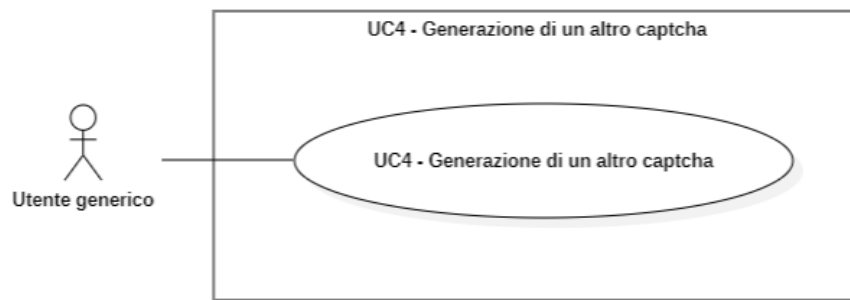 UC4 - Generazione di un altro captcha
UC4 - Generazione di un altro captcha
Utente generico